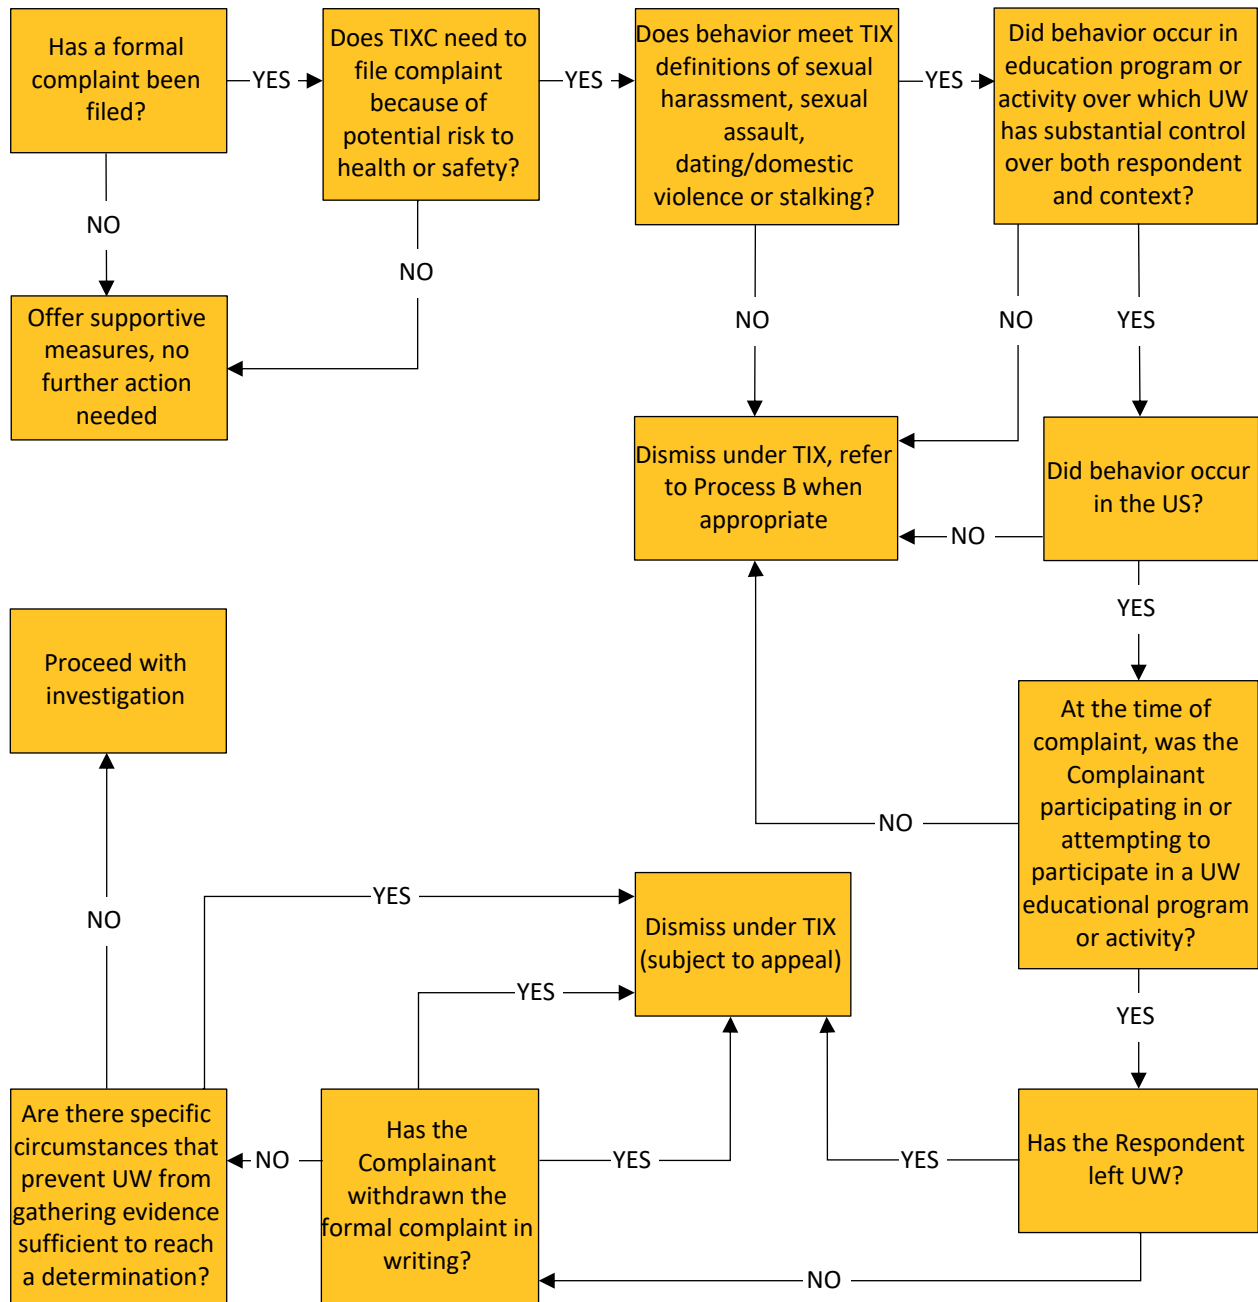 Has a formal
complaint been
filed?
YES
Does TIXC need to
file complaint
because of
potential risk to
health or safety?
YES
Does behavior meet TIX
definitions of sexual
harassment, sexual
assault,
dating/domestic
violence or stalking?
YES
Did behavior occur in
education program or
activity over which UW
has substantial control
over both respondent
and context?
NO
NO
NO
NO
YES
Offer supportive
measures, no
further action
needed
Dismiss under TIX, refer
to Process B when
appropriate
Did behavior occur
in the US?
NO
YES
Proceed with
investigation
At the time of
complaint, was the
Complainant
participating in or
attempting to
participate in a UW
educational program
or activity?
NO
YES
NO
Dismiss under TIX
(subject to appeal)
YES
YES
Are there specific
circumstances that
prevent UW from
gathering evidence
sufficient to reach
a determination?
NO
Has the
Complainant
withdrawn the
formal complaint in
writing?
YES
YES
Has the Respondent
left UW?
NO